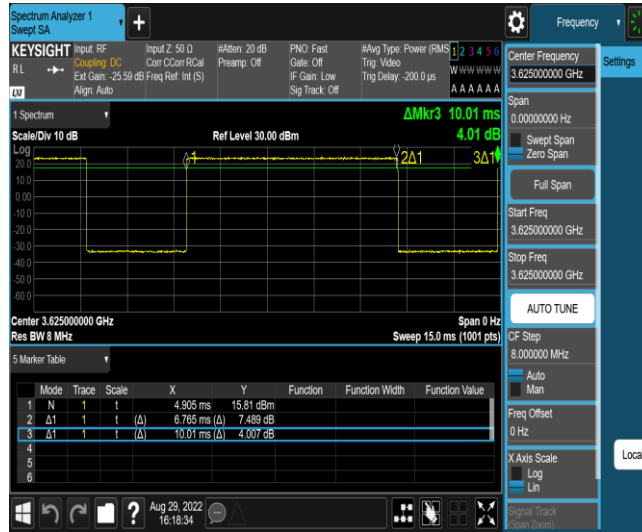 Spectrum Analyzer 1
Swept SA
Frequency
KEYSIGHT Input: RF Input Z: 50 Ω #Atten: 20 dB PNO: Fast #Avg Type: Power (RMS 1 2 3 4 5 6
RL Coupling: DC Corr CCorr RCal Preamp: Off Gate: Off Trig: Video
Ext Gain: -25.59 dB Freq Ref: Int (S) IF Gain: Low Trig Delay: -200.0 µs W W W W W W
Align: Auto Sig Track: Off A A A A A A
LXI
1 Spectrum
ΔMkr3 10.01 ms
Scale/Div 10 dB Ref Level 30.00 dBm 4.01 dB
Log
20.0
10.0
0.00
-10.0
-20.0
-30.0
-40.0
-50.0
-60.0
1 2Δ1 3Δ1
Center 3.625000000 GHz Span 0 Hz
Res BW 8 MHz Sweep 15.0 ms (1001 pts)
5 Marker Table
Mode Trace Scale X Y Function Function Width Function Value
1 N 1 t 4.905 ms 15.81 dBm
2 Δ1 1 t (Δ) 6.765 ms (Δ) 7.489 dB
3 Δ1 1 t (Δ) 10.01 ms (Δ) 4.007 dB
4
5
6
Aug 29, 2022
16:18:34
?
Center Frequency
3.625000000 GHz
Settings
Span
0.00000000 Hz
Swept Span
Zero Span
Full Span
Start Freq
3.625000000 GHz
Stop Freq
3.625000000 GHz
AUTO TUNE
CF Step
8.000000 MHz
Auto
Man
Freq Offset
0 Hz
X Axis Scale
Log
Lin
Local
Signal Track
(Span Zoom)